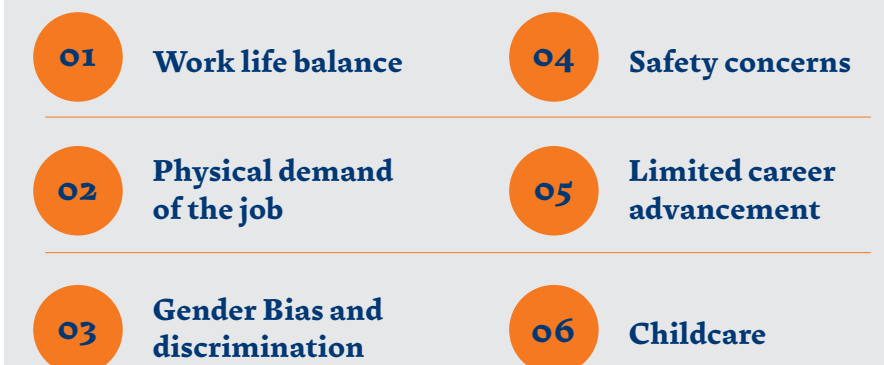 01 Work life balance
02 Physical demand
of the job
03 Gender Bias and
discrimination
04 Safety concerns
05 Limited career
advancement
06 Childcare